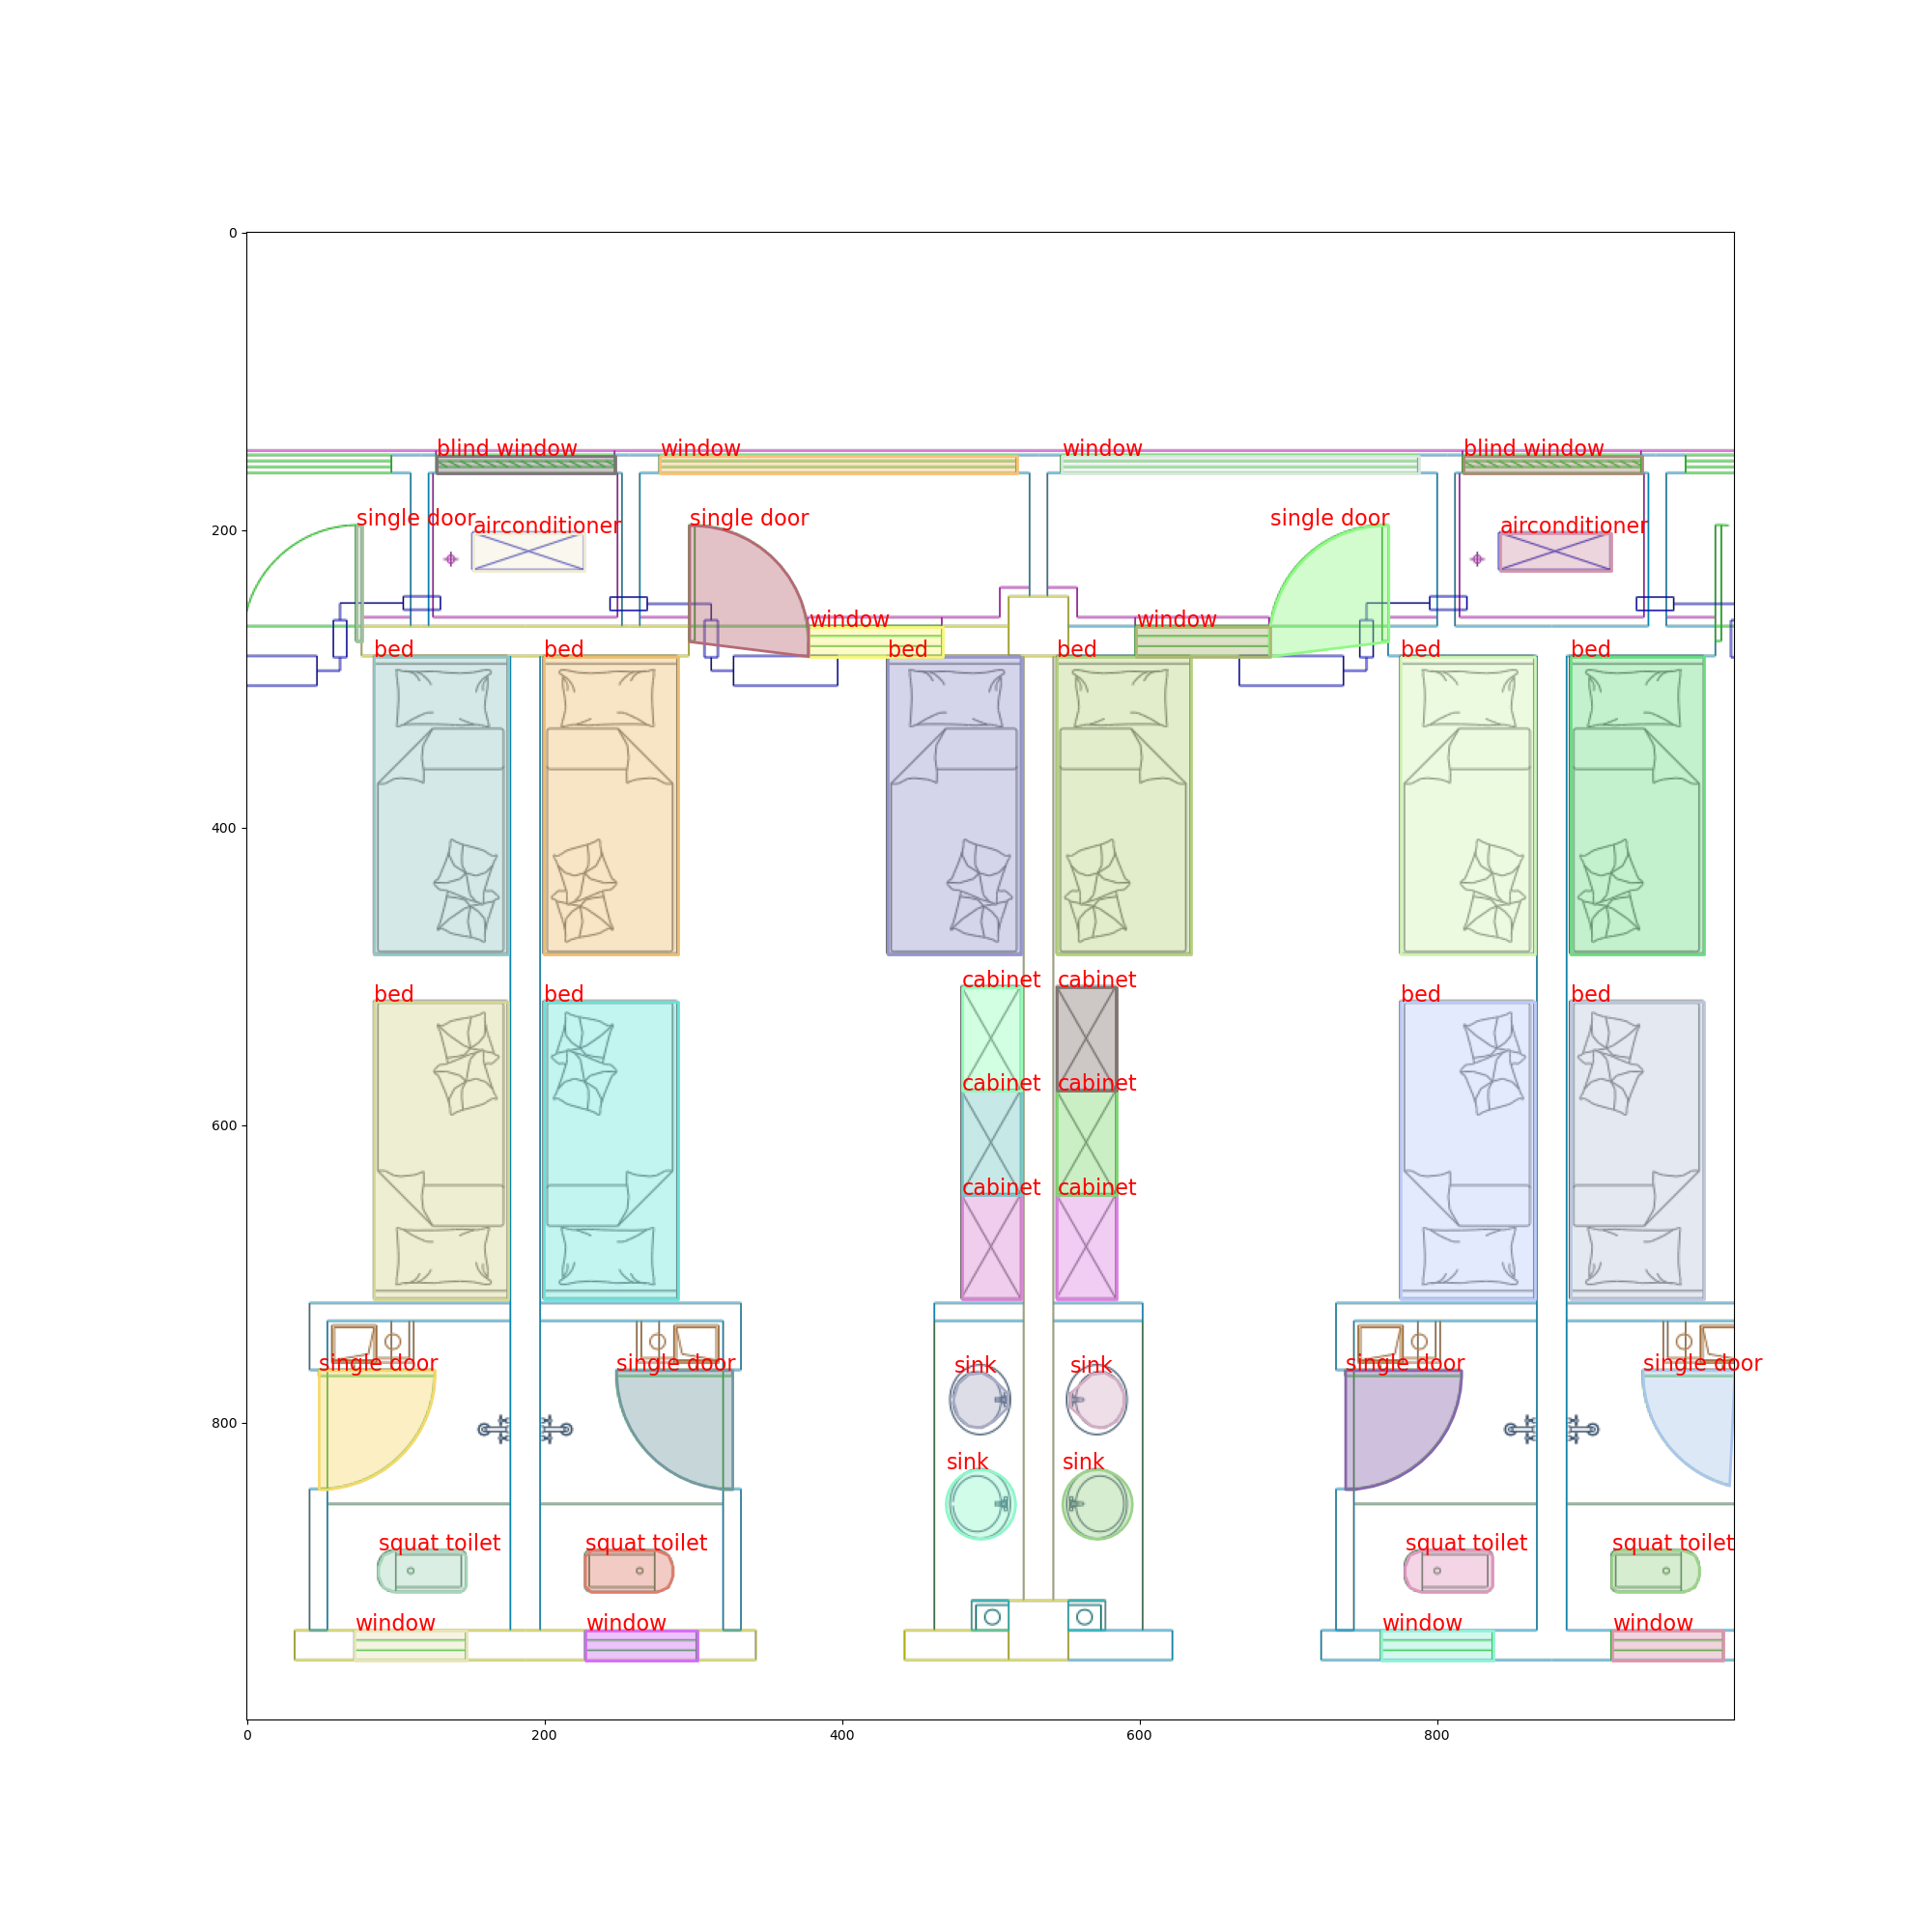 0
blind window window window blind window
single door airconditioner single door single door airconditioner
200
window window
bed bed bed bed bed bed
400
cabinet cabinet
bed bed bed bed
cabinet cabinet
600
cabinet cabinet
single door single door sink sink single door single door
800
sink sink
squat toilet squat toilet squat toilet squat toilet
window window window window
0 200 400 600 800